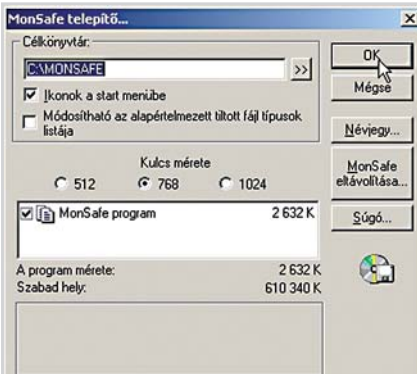 MonSafe telepítő...
Célkönyvtár:
C:\MONSAFE
>>
Ikonok a start menübe
Módosítható az alapértelmezett tiltott fájl típusok
listája
Kulcs mérete
512 768 1024
MonSafe program 2 632 K
A program mérete: 2 632 K
Szabad hely: 610 340 K
OK
Mégse
Névjegy...
MonSafe
eltávolítása...
Súgó...